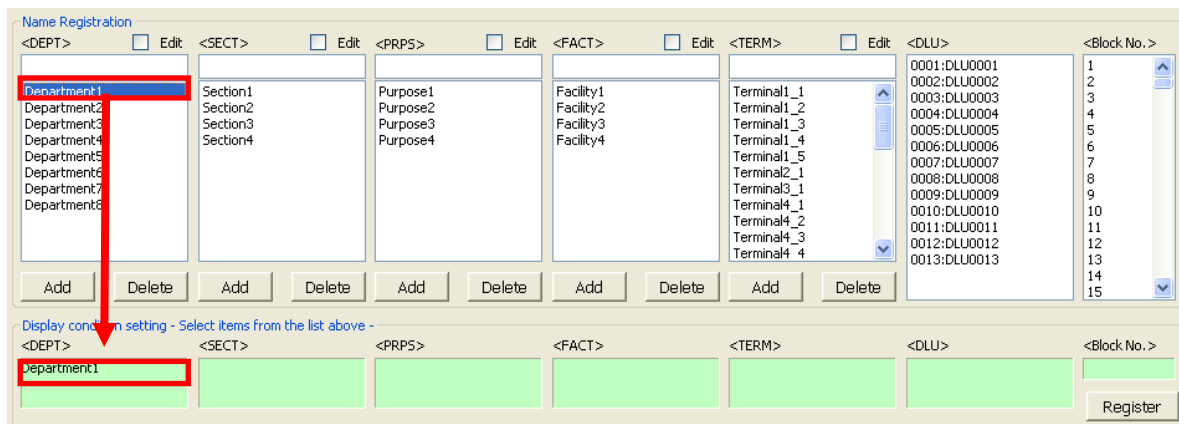 Name Registration
<DEPT> Edit <SECT> Edit <PRPS> Edit <FACT> Edit <TERM> Edit <DLU> <Block No.>
Department1
Department2
Department3
Department4
Department5
Department6
Department7
Department8
Section1
Section2
Section3
Section4
Purpose1
Purpose2
Purpose3
Purpose4
Facility1
Facility2
Facility3
Facility4
Terminal1_1
Terminal1_2
Terminal1_3
Terminal1_4
Terminal1_5
Terminal2_1
Terminal3_1
Terminal4_1
Terminal4_2
Terminal4_3
Terminal4 4
0001:DLU0001
0002:DLU0002
0003:DLU0003
0004:DLU0004
0005:DLU0005
0006:DLU0006
0007:DLU0007
0008:DLU0008
0009:DLU0009
0010:DLU0010
0011:DLU0011
0012:DLU0012
0013:DLU0013
1
2
3
4
5
6
7
8
9
10
11
12
13
14
15
Add Delete Add Delete Add Delete Add Delete Add Delete
Display condition setting - Select items from the list above -
<DEPT> <SECT> <PRPS> <FACT> <TERM> <DLU> <Block No.>
Department1
Register